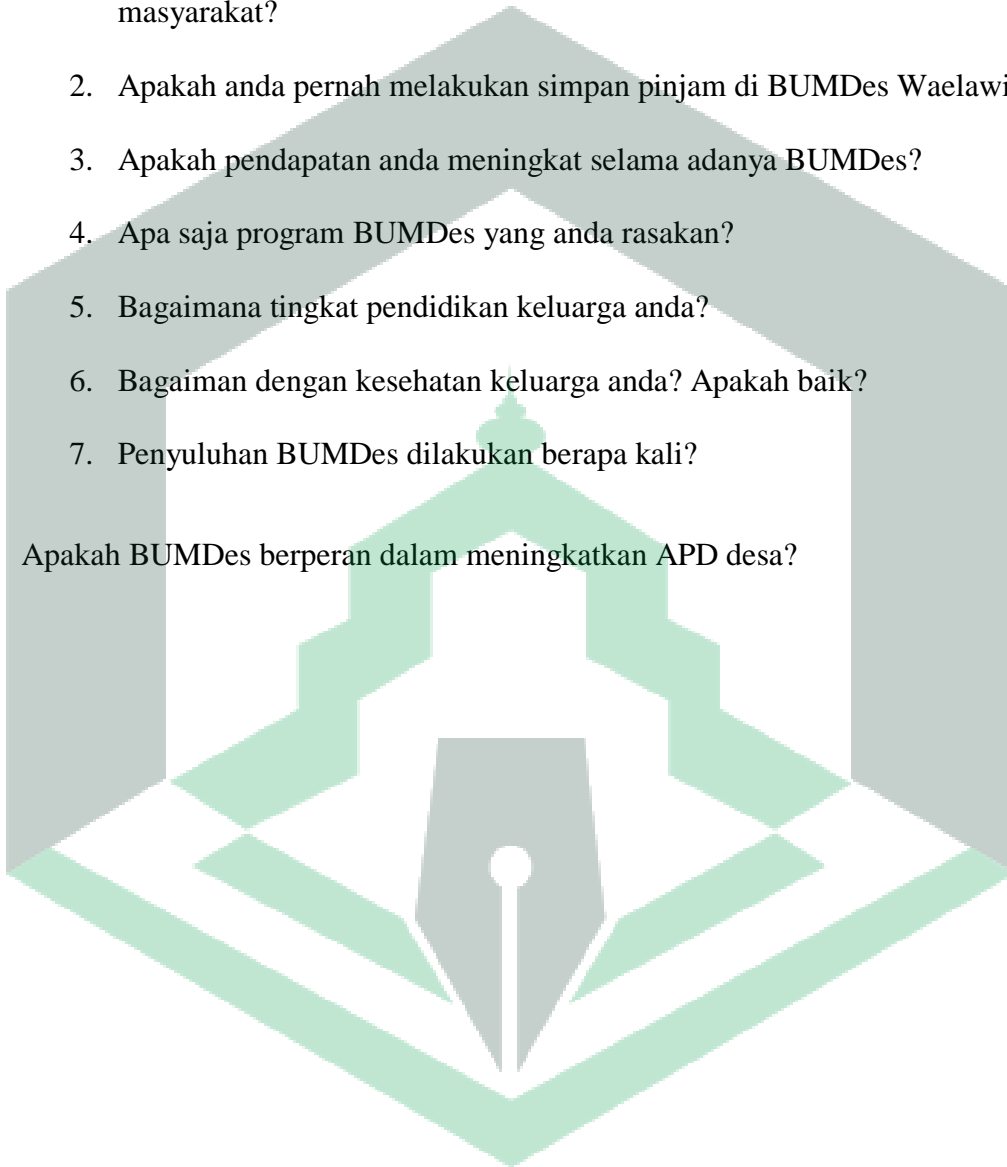 masyarakat?
2. Apakah anda pernah melakukan simpan pinjam di BUMDes Waelawi
3. Apakah pendapatan anda meningkat selama adanya BUMDes?
4. Apa saja program BUMDes yang anda rasakan?
5. Bagaimana tingkat pendidikan keluarga anda?
6. Bagaiman dengan kesehatan keluarga anda? Apakah baik?
7. Penyuluhan BUMDes dilakukan berapa kali?
Apakah BUMDes berperan dalam meningkatkan APD desa?